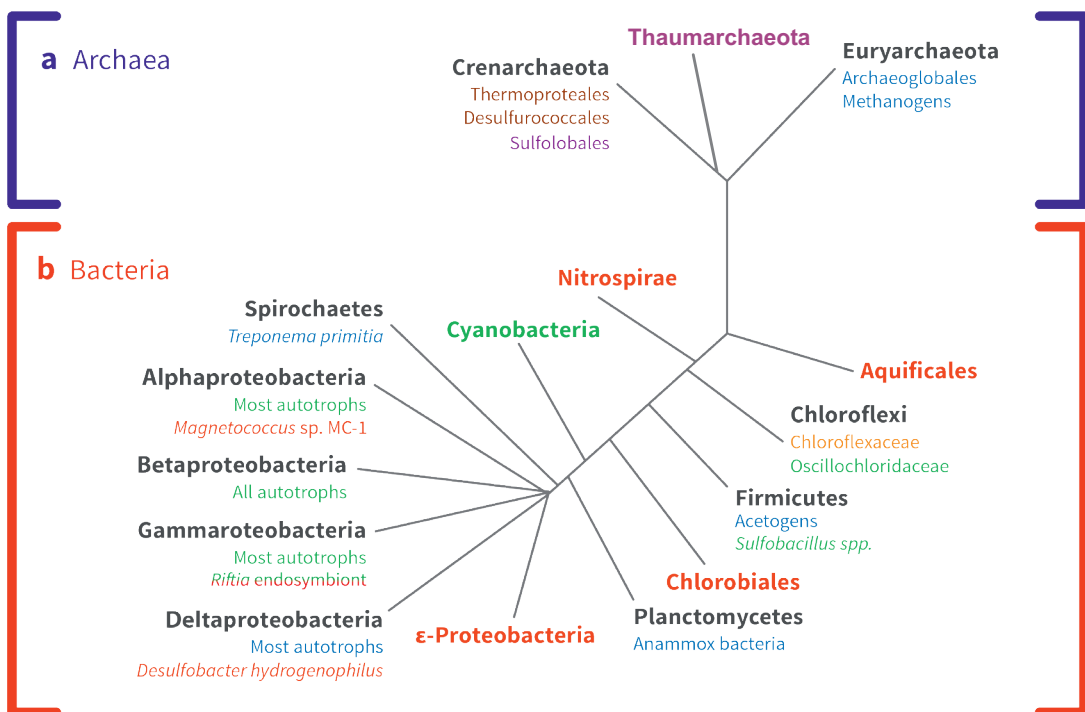 a Archaea
Thaumarchaeota
Crenarchaeota
Thermoproteales
Desulfurococcales
Sulfolobales
Euryarchaeota
Archaeoglobales
Methanogens
b Bacteria
Nitrospirae
Spirochaetes
Treponema primitia
Cyanobacteria
Aquificales
Alphaproteobacteria
Most autotrophs
Magnetococcus sp. MC-1
Chloroflexi
Chloroflexaceae
Oscillochloridaceae
Betaproteobacteria
All autotrophs
Firmicutes
Acetogens
Sulfobacillus spp.
Gammaroteobacteria
Most autotrophs
Riftia endosymbiont
Chlorobiales
Deltaproteobacteria
Most autotrophs
Desulfobacter hydrogenophilus
ε-Proteobacteria
Planctomycetes
Anammox bacteria